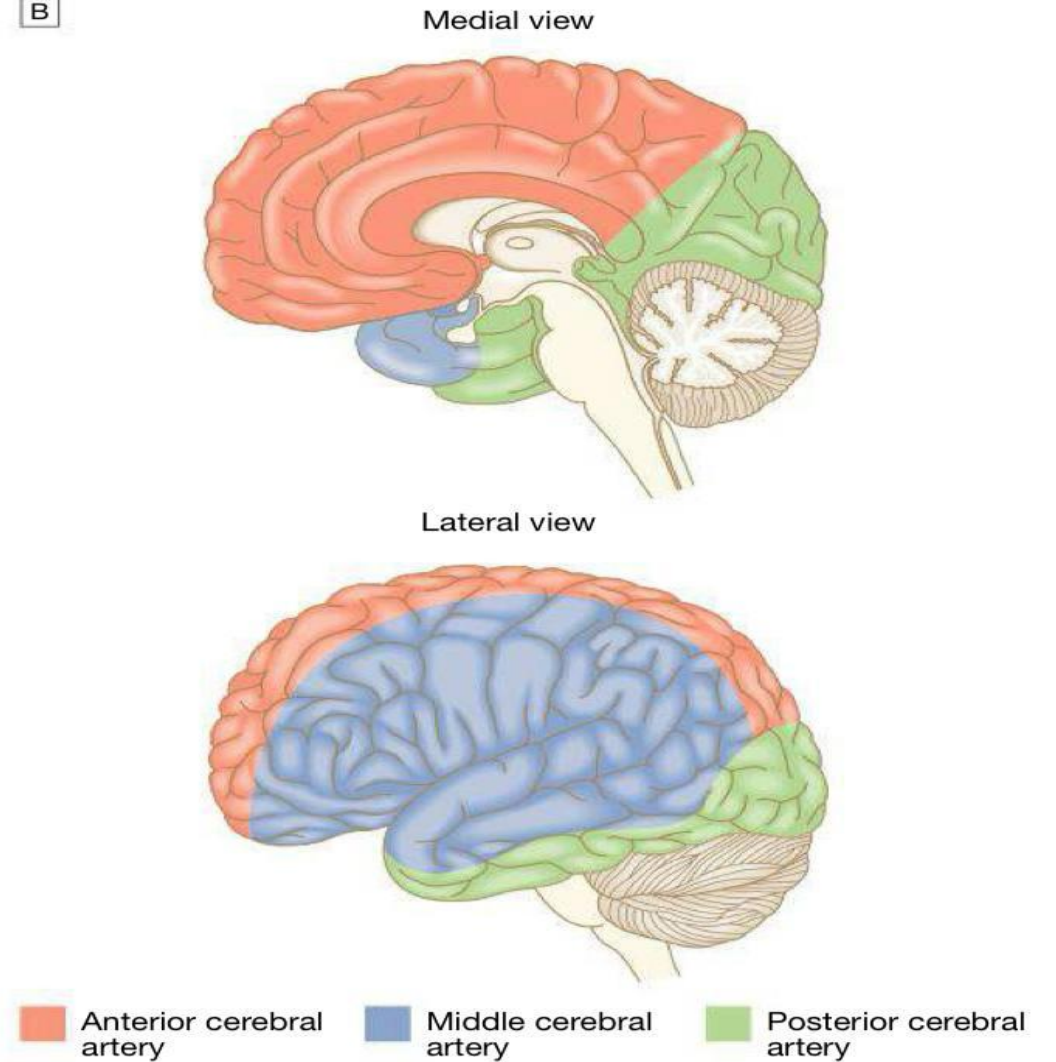 B
Medial view
Lateral view
Anterior cerebral
artery
Middle cerebral
artery
Posterior cerebral
artery